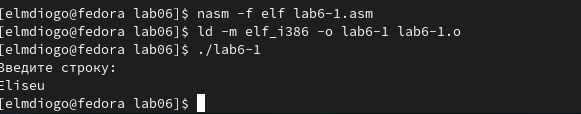 [elmdiogo@fedora lab06]$ nasm -f elf lab6-1.asm
[elmdiogo@fedora lab06]$ ld -m elf_i386 -o lab6-1 lab6-1.o
[elmdiogo@fedora lab06]$ ./lab6-1
Введите строку:
Eliseu
[elmdiogo@fedora lab06]$